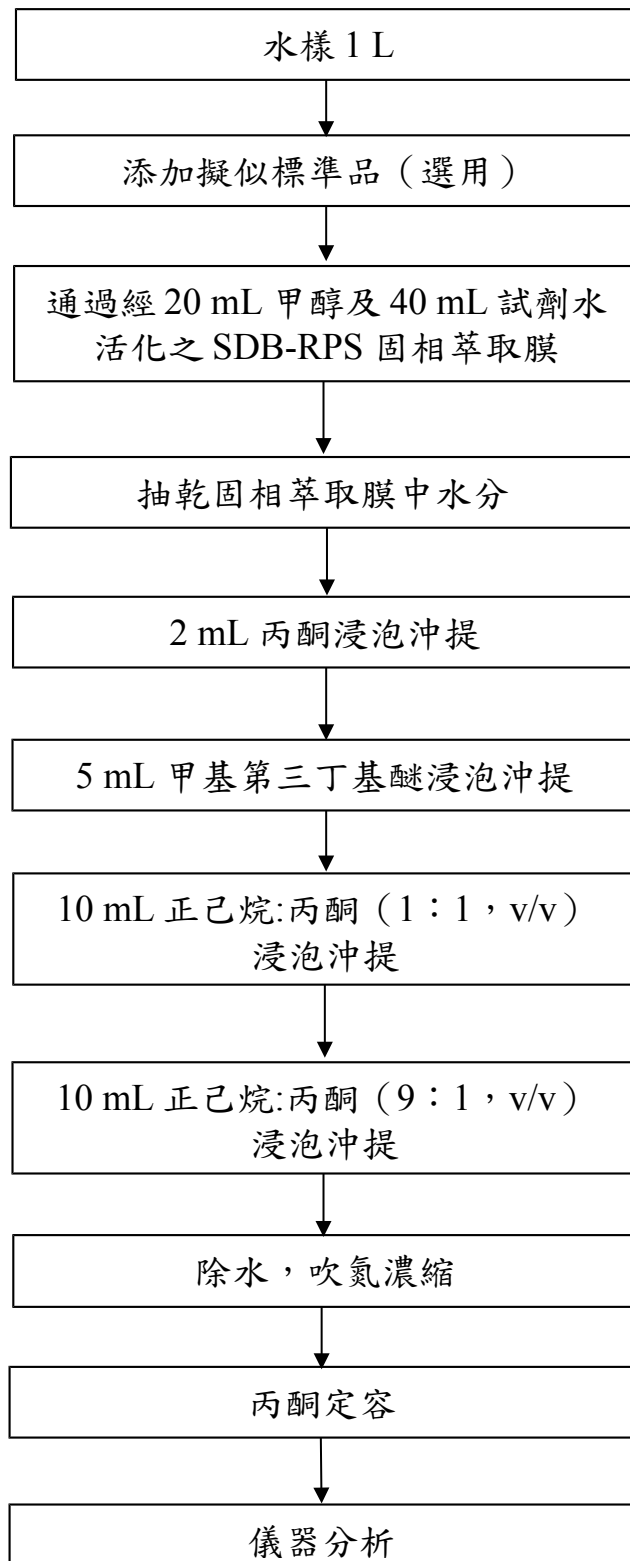 水樣 1 L
添加擬似標準品（選用）
通過經 20 mL 甲醇及 40 mL 試劑水
活化之 SDB-RPS 固相萃取膜
抽乾固相萃取膜中水分
2 mL 丙酮浸泡沖提
5 mL 甲基第三丁基醚浸泡沖提
10 mL 正己烷:丙酮（1：1，v/v）
浸泡沖提
10 mL 正己烷:丙酮（9：1，v/v）
浸泡沖提
除水，吹氮濃縮
丙酮定容
儀器分析